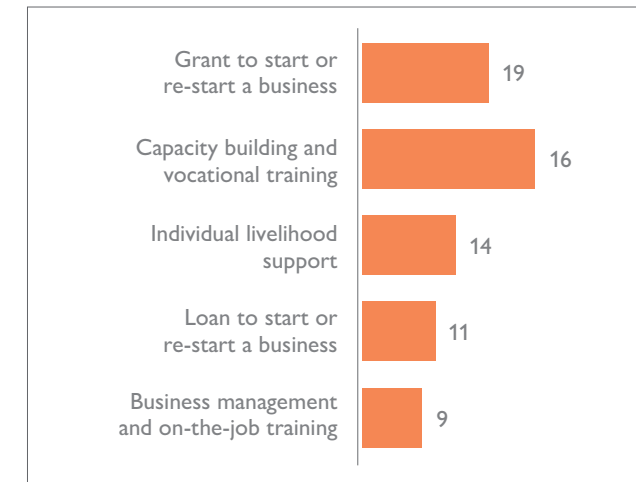 Grant to start or
re-start a business
19
Capacity building and
vocational training
16
Individual livelihood
support
14
Loan to start or
re-start a business
11
Business management
and on-the-job training
9